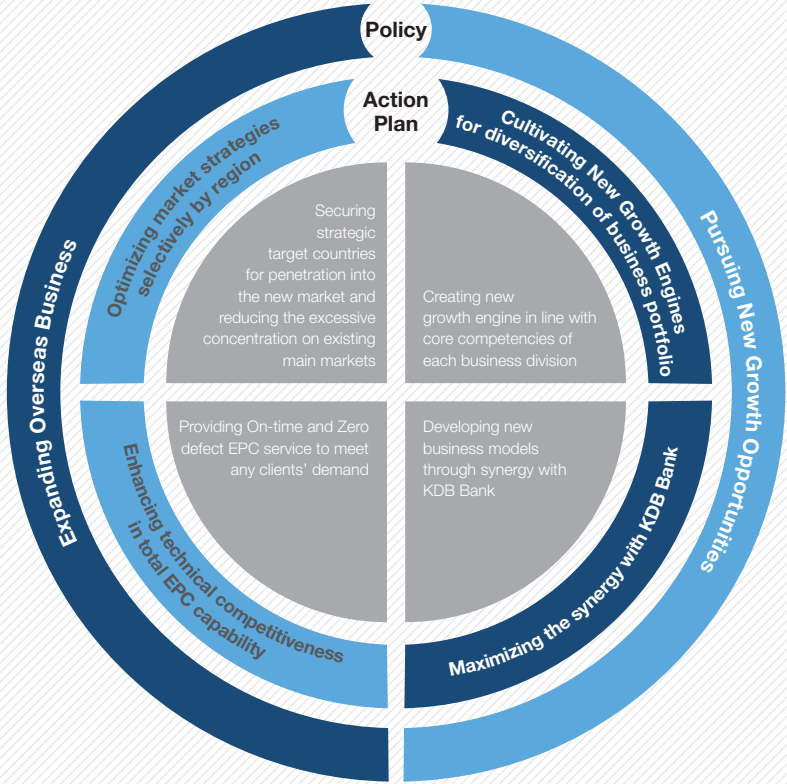 Policy
Action
Plan
Expanding Overseas Business
Pursuing New Growth Opportunities
Optimizing market strategies
selectively by region
Cultivating New Growth Engines
for diversification of business portfolio
Securing
strategic
target countries
for penetration into
the new market and
reducing the excessive
concentration on existing
main markets
Creating new
growth engine in line with
core competencies of
each business division
Providing On-time and Zero
defect EPC service to meet
any clients’ demand
Developing new
business models
through synergy with
KDB Bank
Enhancing technical competitiveness
in total EPC capability
Maximizing the synergy with KDB Bank